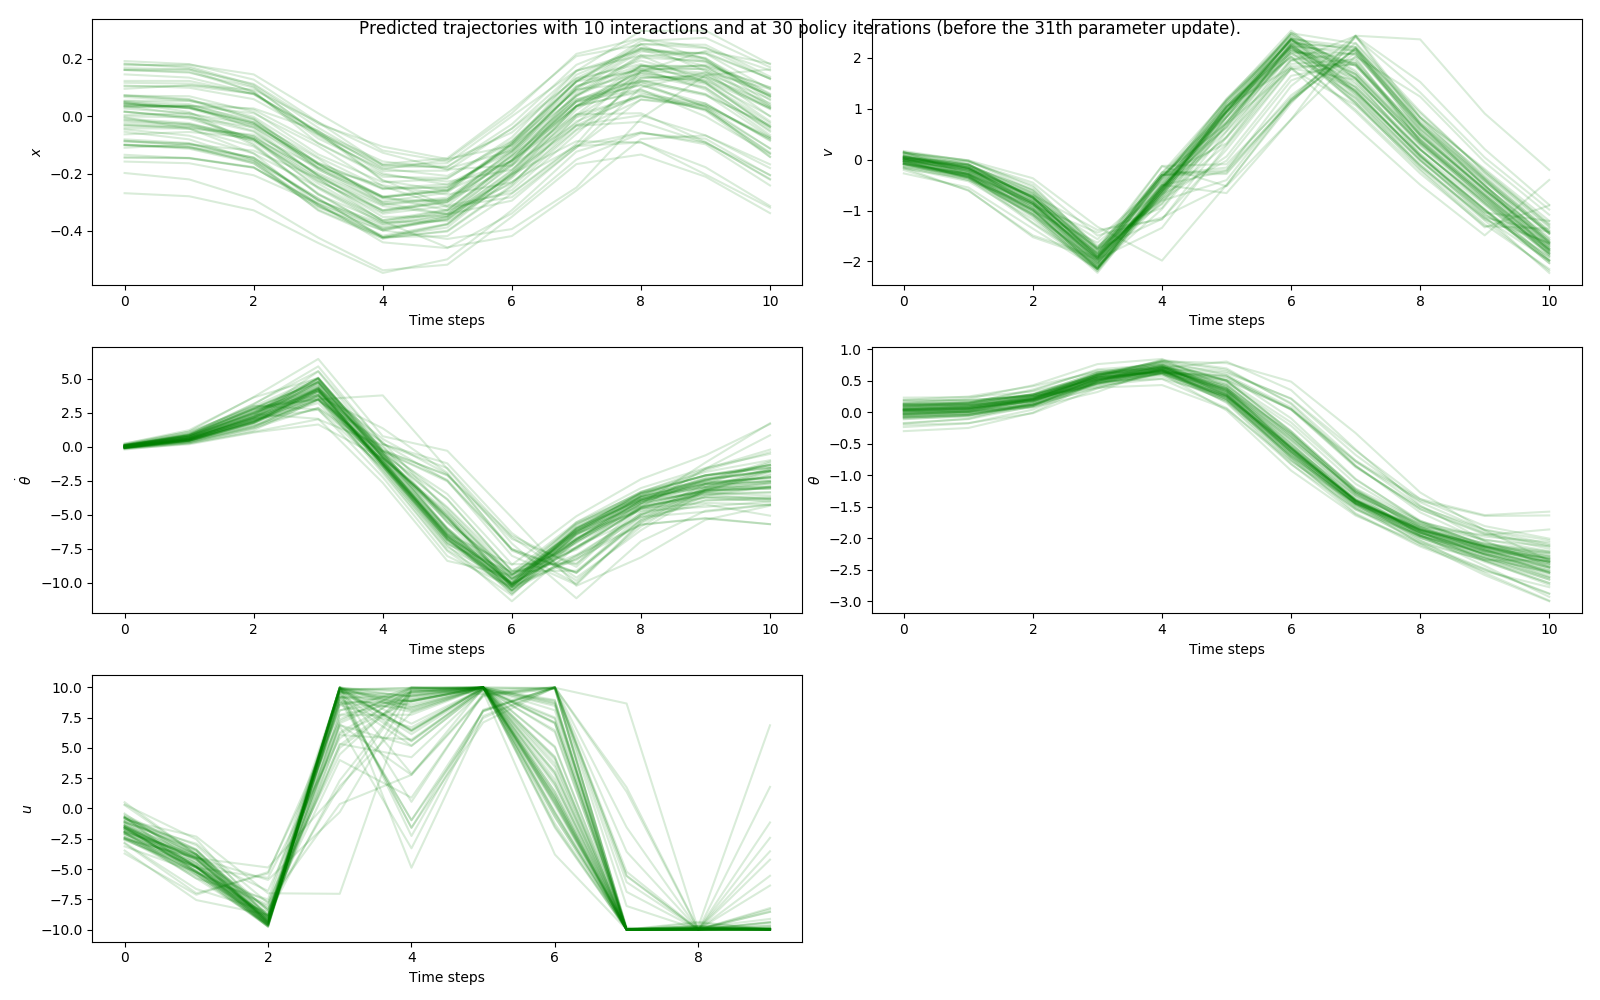 Predicted trajectories with 10 interactions and at 30 policy iterations (before the 31th parameter update).
0.2
0.0
−0.2
−0.4
x
0 2 4 6 8 10
Time steps
2
1
0
−1
−2
v
0 2 4 6 8 10
Time steps
5.0
2.5
0.0
−2.5
−5.0
−7.5
−10.0
θ̇
0 2 4 6 8 10
Time steps
1.0
0.5
0.0
−0.5
−1.0
−1.5
−2.0
−2.5
−3.0
θ
0 2 4 6 8 10
Time steps
10.0
7.5
5.0
2.5
0.0
−2.5
−5.0
−7.5
−10.0
u
0 2 4 6 8
Time steps